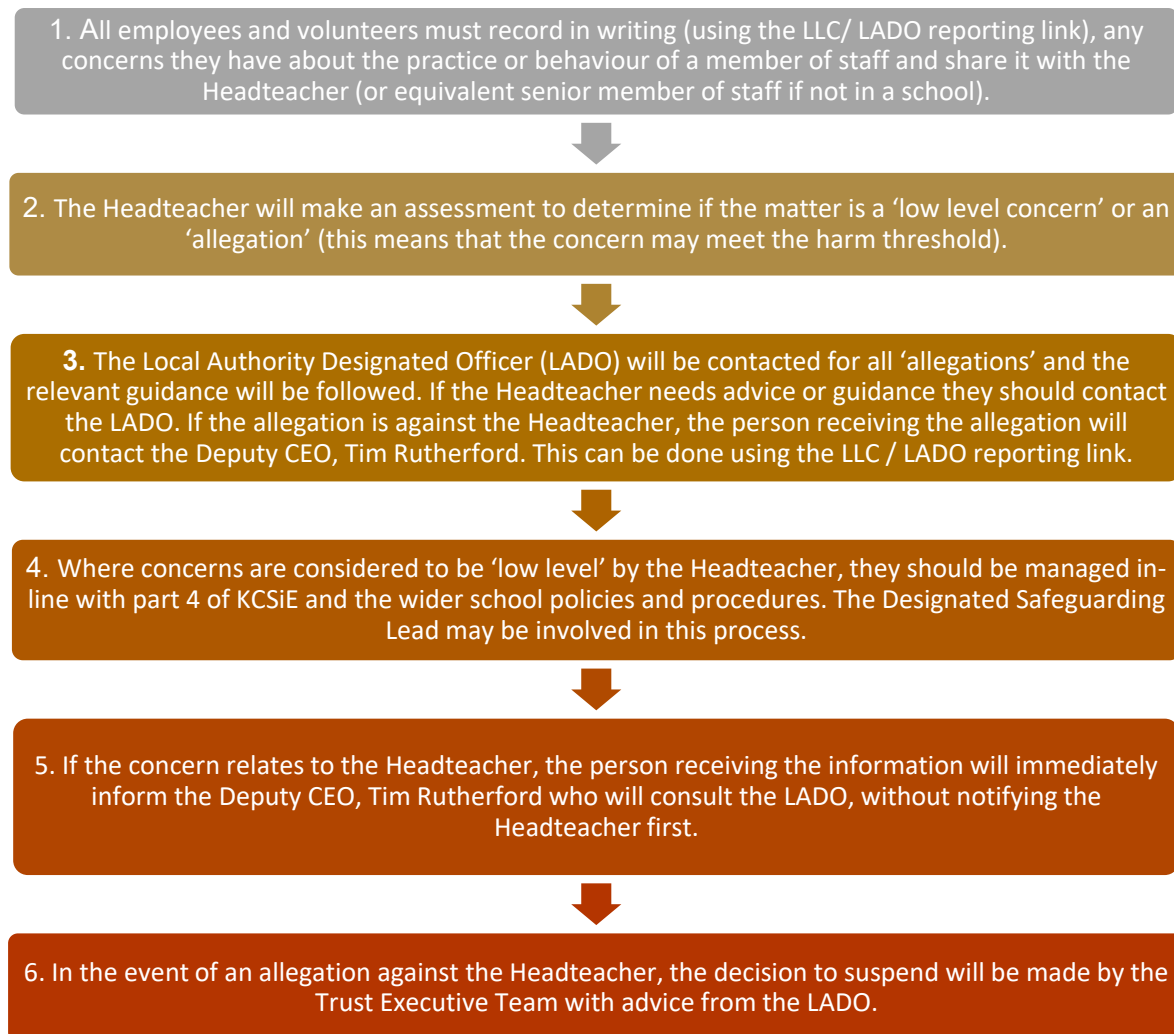 1. All employees and volunteers must record in writing (using the LLC/ LADO reporting link), any
concerns they have about the practice or behaviour of a member of staff and share it with the
Headteacher (or equivalent senior member of staff if not in a school).
2. The Headteacher will make an assessment to determine if the matter is a ‘low level concern’ or an
‘allegation’ (this means that the concern may meet the harm threshold).
3. The Local Authority Designated Officer (LADO) will be contacted for all ‘allegations’ and the
relevant guidance will be followed. If the Headteacher needs advice or guidance they should contact
the LADO. If the allegation is against the Headteacher, the person receiving the allegation will
contact the Deputy CEO, Tim Rutherford. This can be done using the LLC / LADO reporting link.
4. Where concerns are considered to be ‘low level’ by the Headteacher, they should be managed in-
line with part 4 of KCSiE and the wider school policies and procedures. The Designated Safeguarding
Lead may be involved in this process.
5. If the concern relates to the Headteacher, the person receiving the information will immediately
inform the Deputy CEO, Tim Rutherford who will consult the LADO, without notifying the
Headteacher first.
6. In the event of an allegation against the Headteacher, the decision to suspend will be made by the
Trust Executive Team with advice from the LADO.